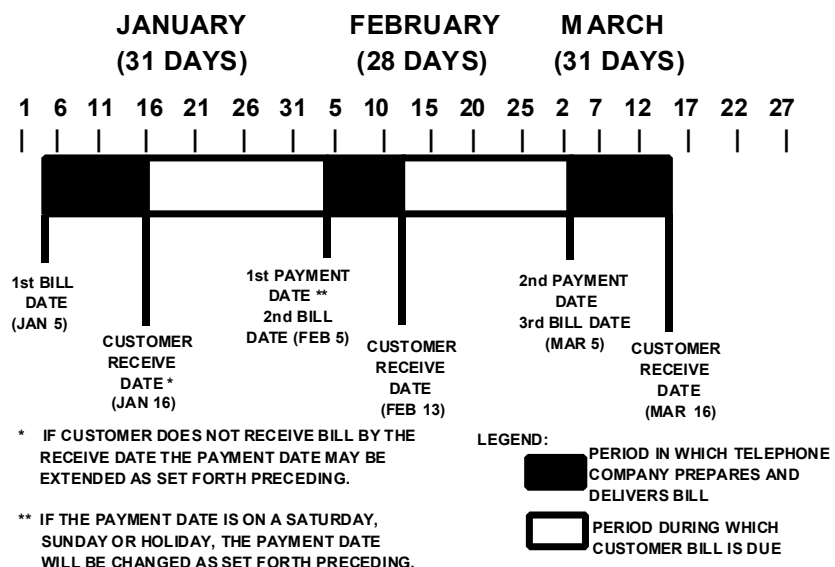 JANUARY FEBRUARY MARCH
(31 DAYS) (28 DAYS) (31 DAYS)
1 6 11 16 21 26 31 5 10 15 20 25 2 7 12 17 22 27
1st BILL
DATE
(JAN 5)
CUSTOMER
RECEIVE
DATE *
(JAN 16)
1st PAYMENT
DATE **
2nd BILL
DATE (FEB 5)
CUSTOMER
RECEIVE
DATE
(FEB 13)
2nd PAYMENT
DATE
3rd BILL DATE
(MAR 5)
CUSTOMER
RECEIVE
DATE
(MAR 16)
* IF CUSTOMER DOES NOT RECEIVE BILL BY THE
RECEIVE DATE THE PAYMENT DATE MAY BE
EXTENDED AS SET FORTH PRECEDING.
** IF THE PAYMENT DATE IS ON A SATURDAY,
SUNDAY OR HOLIDAY, THE PAYMENT DATE
WILL BE CHANGED AS SET FORTH PRECEDING.
LEGEND:
PERIOD IN WHICH TELEPHONE
COMPANY PREPARES AND
DELIVERS BILL
PERIOD DURING WHICH
CUSTOMER BILL IS DUE